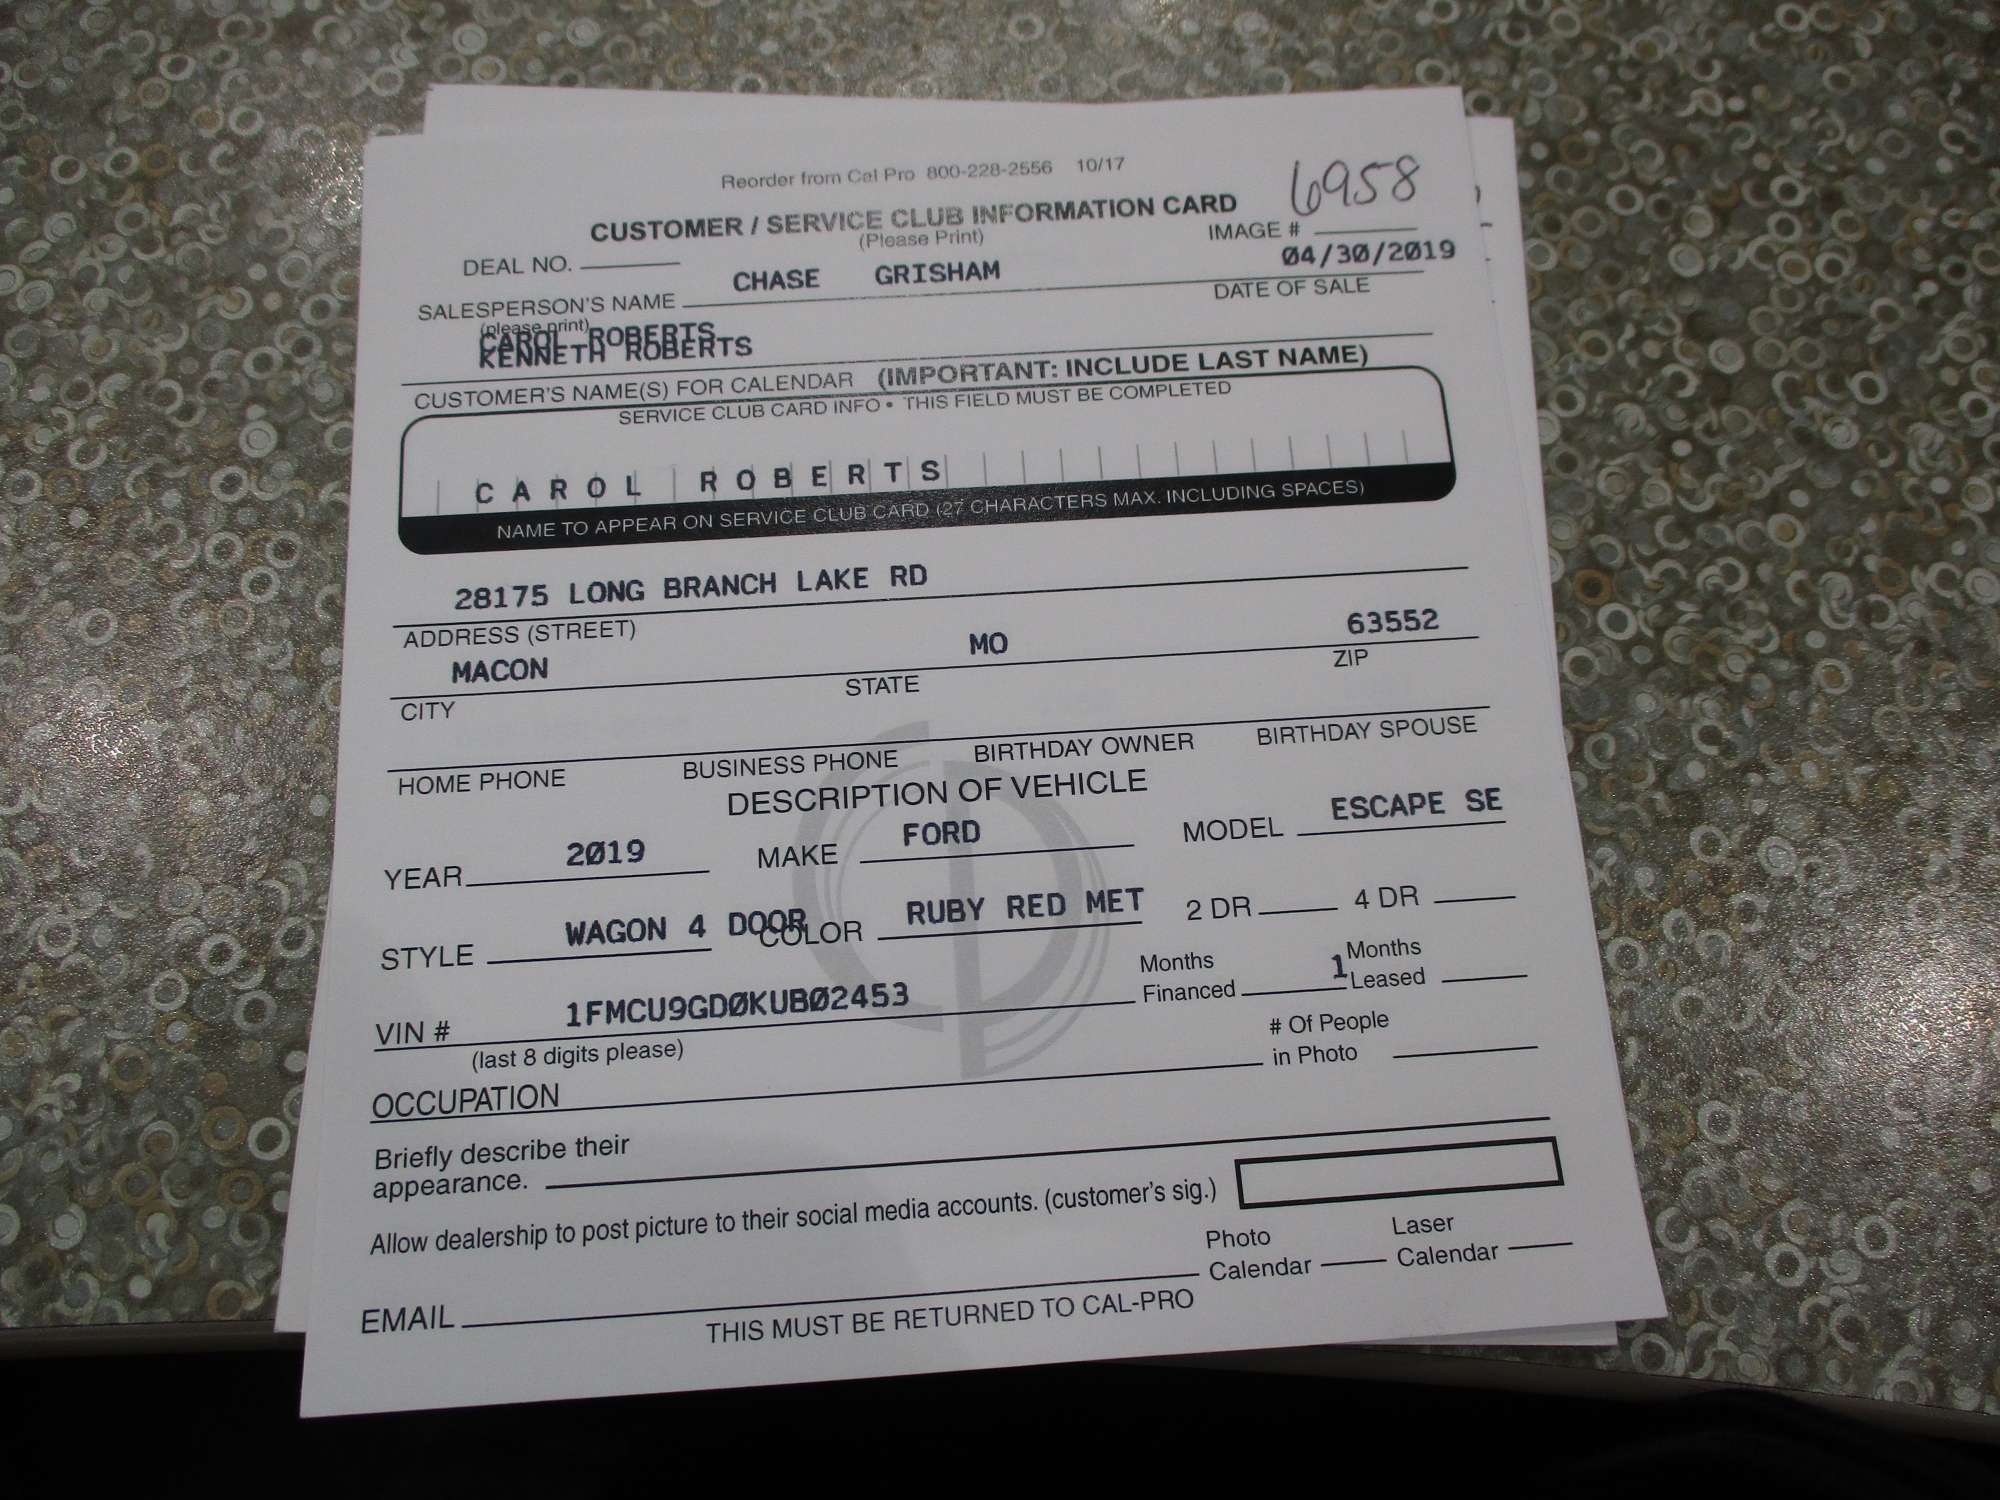 Reorder from Cal Pro 800-228-2556 10/17
6958
CUSTOMER / SERVICE CLUB INFORMATION CARD
(Please Print)
IMAGE #
DEAL NO.
CHASE GRISHAM
04/30/2019
SALESPERSON'S NAME
DATE OF SALE
(please print)
CAROL ROBERTS
KENNETH ROBERTS
CUSTOMER'S NAME(S) FOR CALENDAR (IMPORTANT: INCLUDE LAST NAME)
SERVICE CLUB CARD INFO • THIS FIELD MUST BE COMPLETED
CAROL ROBERTS
NAME TO APPEAR ON SERVICE CLUB CARD (27 CHARACTERS MAX. INCLUDING SPACES)
28175 LONG BRANCH LAKE RD
ADDRESS (STREET)
MACON MO 63552
CITY STATE ZIP
HOME PHONE BUSINESS PHONE BIRTHDAY OWNER BIRTHDAY SPOUSE
DESCRIPTION OF VEHICLE
YEAR 2019 MAKE FORD MODEL ESCAPE SE
STYLE WAGON 4 DOOR COLOR RUBY RED MET 2 DR 4 DR
VIN # 1FMCU9GD0KUB02453 Months Financed 1 Months Leased
(last 8 digits please)
# Of People
in Photo
OCCUPATION
Briefly describe their
appearance.
Allow dealership to post picture to their social media accounts. (customer's sig.)
Photo Calendar Laser Calendar
EMAIL
THIS MUST BE RETURNED TO CAL-PRO